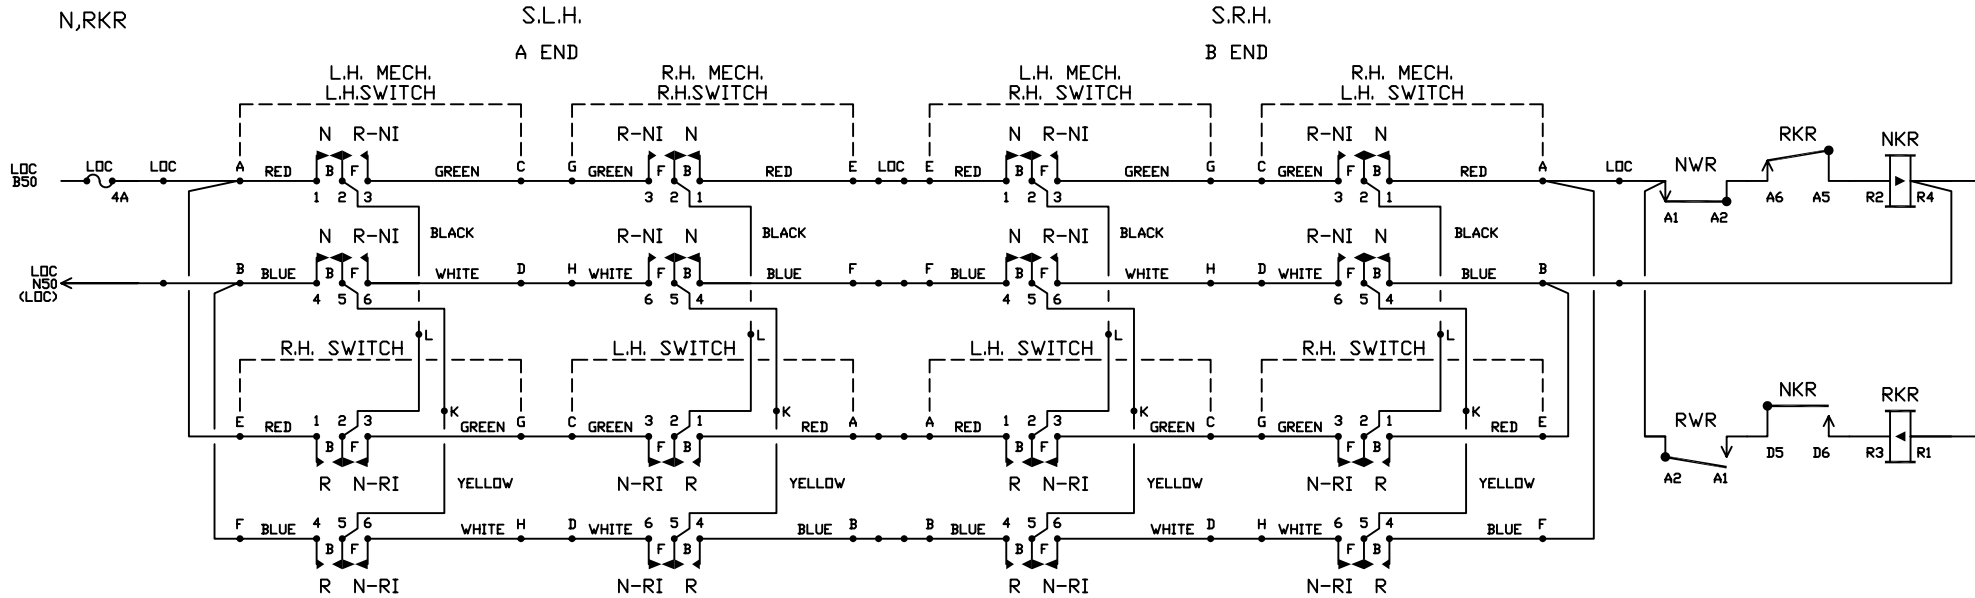 N,RKR S.L.H. S.R.H.
A END B END
L.H. MECH. R.H. MECH. L.H. MECH. R.H. MECH.
L.H.SWITCH R.H.SWITCH R.H. SWITCH L.H. SWITCH
N R-NI R-NI N N R-NI R-NI N RKR NKR
NWR
LOC LOC LOC A RED B F GREEN C G GREEN F B RED E LOC E RED B F GREEN G C GREEN F B RED A LOC
B50
4A 1 2 3 3 2 1 1 2 3 3 2 1 A6 A5 R2 R4
A1 A2
BLACK BLACK BLACK BLACK
N R-NI R-NI N N R-NI R-NI N
LOC B BLUE B F WHITE D H WHITE F B BLUE F F BLUE B F WHITE H D WHITE F B BLUE B
N50
(LOC) 4 5 6 6 5 4 4 5 6 6 5 4
L L L L
R.H. SWITCH L.H. SWITCH L.H. SWITCH R.H. SWITCH
NKR RKR
K K K K
RWR
1 2 3 3 2 1 1 2 3 3 2 1
E RED GREEN G C GREEN RED A A RED GREEN C G GREEN RED E
B F F B B F F B D5 D6 R3 R1
A2 A1
R N-RI N-RI R R N-RI N-RI R
YELLOW YELLOW YELLOW YELLOW
4 5 6 6 5 4 4 5 6 6 5 4
F BLUE WHITE H D WHITE BLUE B B BLUE WHITE D H WHITE BLUE F
B F F B B F F B
R N-RI N-RI R R N-RI N-RI R